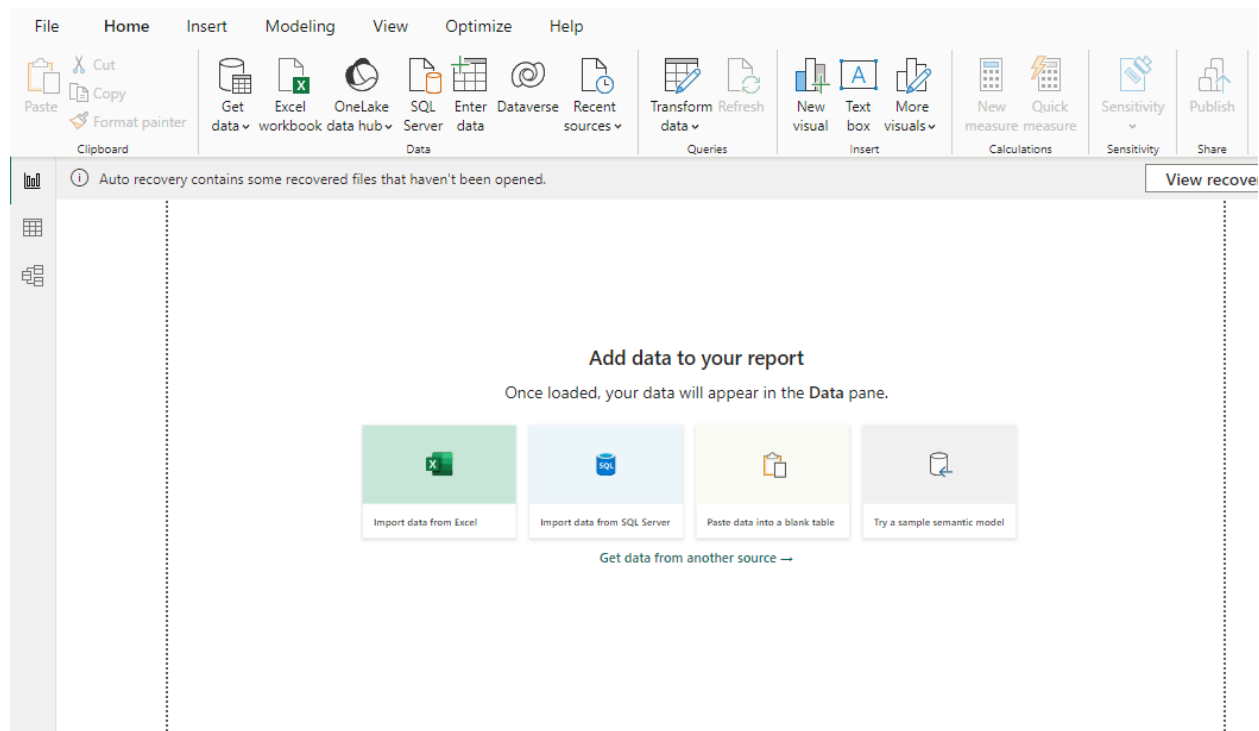 File Home Insert Modeling View Optimize Help
Paste
Cut
Copy
Format painter
Clipboard
Get data
Excel workbook
OneLake data hub
SQL Server
Enter data
Dataverse
Recent sources
Data
Transform data
Refresh
Queries
New visual
Text box
A
More visuals
Insert
New measure
Quick measure
Calculations
Sensitivity
Sensitivity
Publish
Share
Auto recovery contains some recovered files that haven't been opened.
View recove
Add data to your report
Once loaded, your data will appear in the Data pane.
X
SQL
Import data from Excel
Import data from SQL Server
Paste data into a blank table
Try a sample semantic model
Get data from another source →